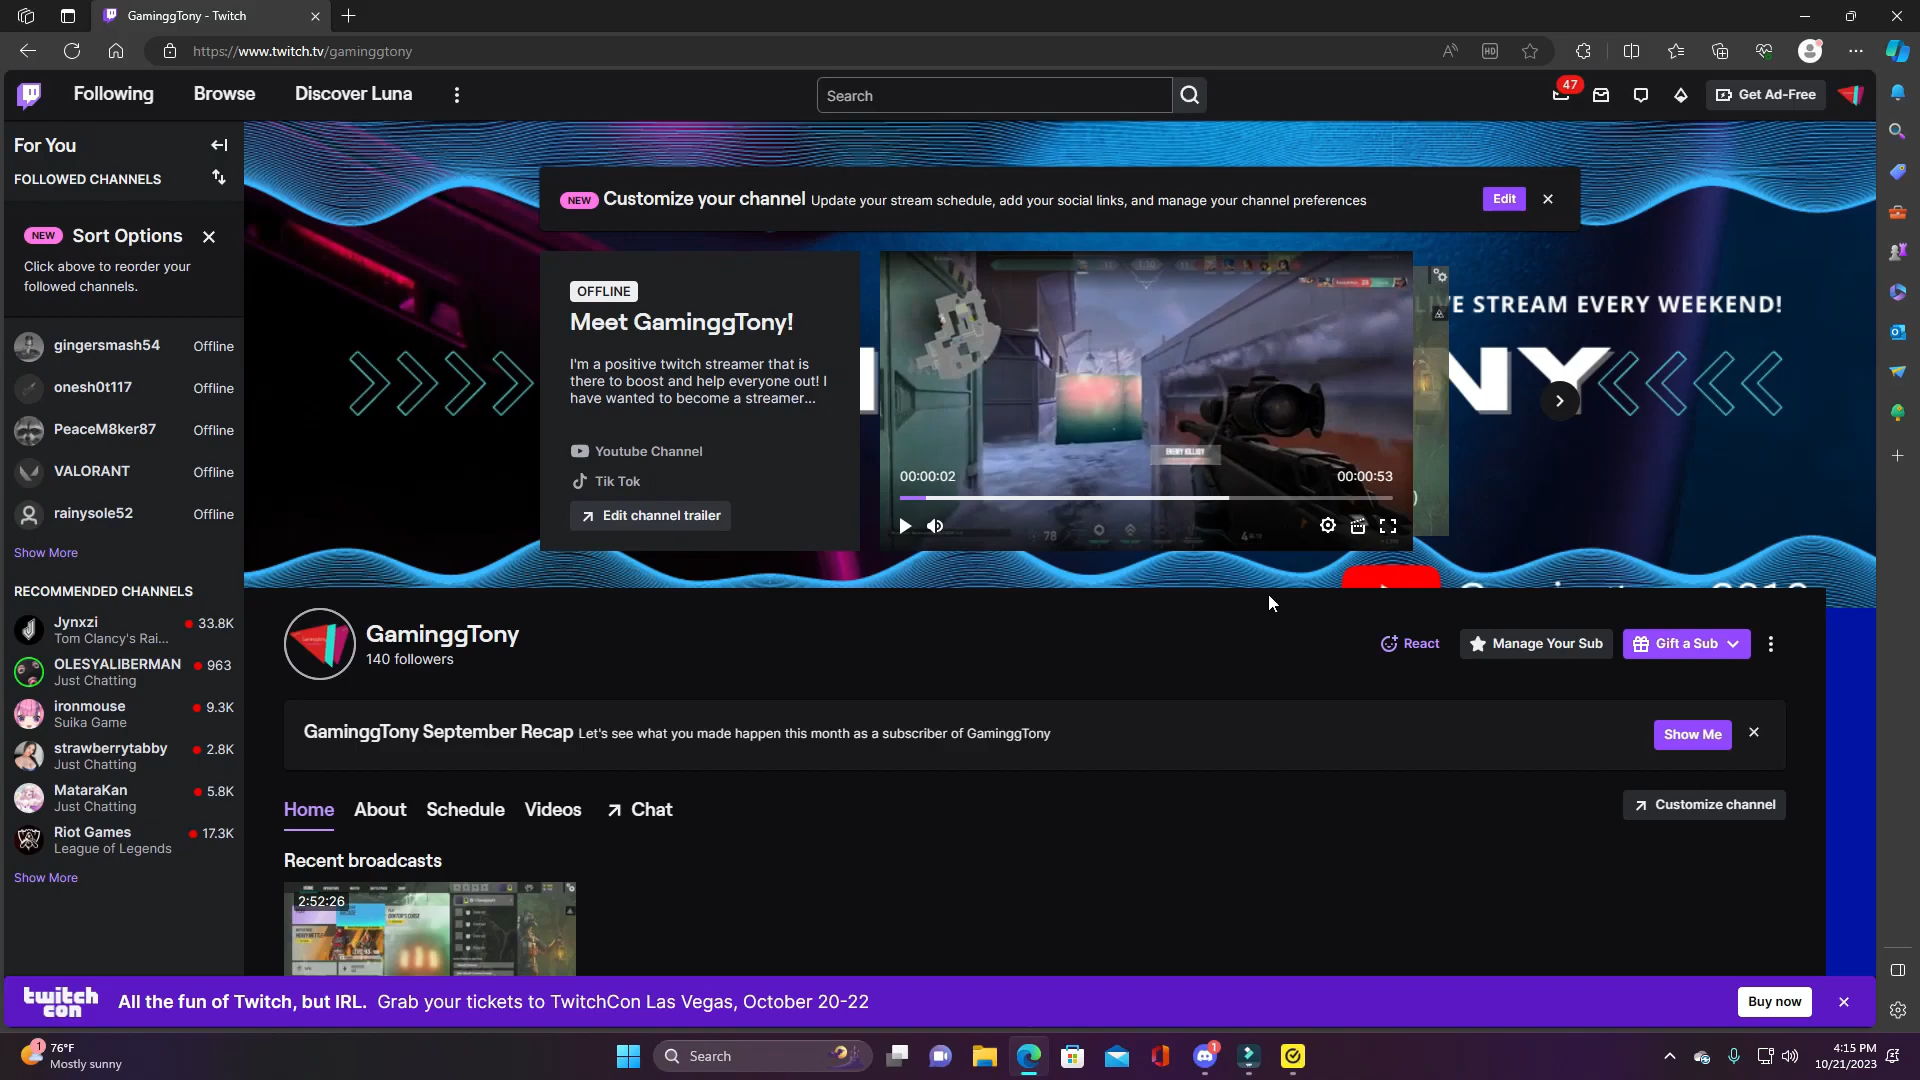 GaminggTony - Twitch
https://www.twitch.tv/gaminggtony
Following
Browse
Discover Luna
Search
47
Get Ad-Free
For You
FOLLOWED CHANNELS
NEW Sort Options
Click above to reorder your
followed channels.
gingersmash54 Offline
onesh0t117 Offline
PeaceM8ker87 Offline
VALORANT Offline
rainysole52 Offline
Show More
RECOMMENDED CHANNELS
Jynxzi 33.8K
Tom Clancy's Rai...
OLESYALIBERMAN 963
Just Chatting
ironmouse 9.3K
Suika Game
strawberrytabby 2.8K
Just Chatting
MataraKan 5.8K
Just Chatting
Riot Games 17.3K
League of Legends
Show More
NEW Customize your channel Update your stream schedule, add your social links, and manage your channel preferences
Edit
OFFLINE
Meet GaminggTony!
I'm a positive twitch streamer that is
there to boost and help everyone out! I
have wanted to become a streamer...
Youtube Channel
Tik Tok
Edit channel trailer
ENEMY KILLJOY
00:00:02
00:00:53
VE STREAM EVERY WEEKEND!
NY
GaminggTony
140 followers
React
Manage Your Sub
Gift a Sub
GaminggTony September Recap Let's see what you made happen this month as a subscriber of GaminggTony
Show Me
Home
About
Schedule
Videos
Chat
Customize channel
Recent broadcasts
2:52:26
twitch
con
All the fun of Twitch, but IRL. Grab your tickets to TwitchCon Las Vegas, October 20-22
Buy now
1
76°F
Mostly sunny
Search
1
4:15 PM
10/21/2023